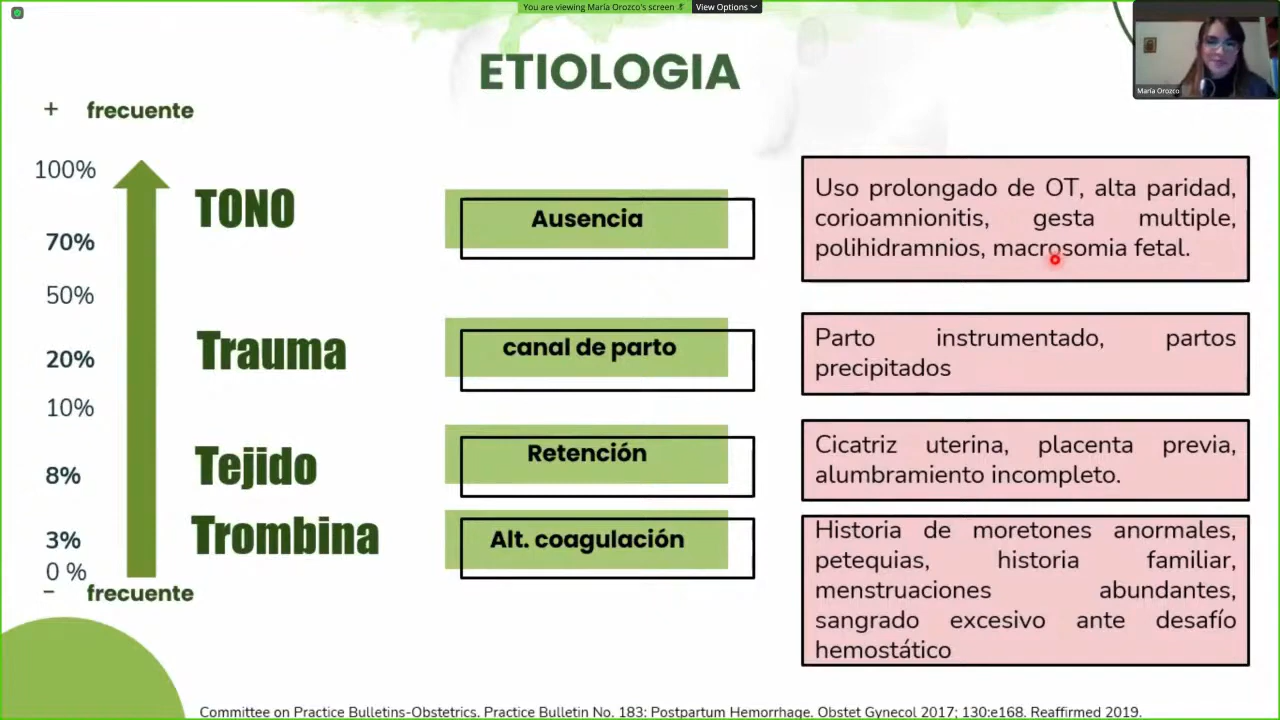 You are viewing María Orozco's screen
View Options
María Orozco
ETIOLOGIA
+ frecuente
100%
70%
50%
20%
10%
8%
3%
0 %
- frecuente
TONO
Ausencia
Uso prolongado de OT, alta paridad,
corioamnionitis, gesta multiple,
polihidramnios, macrosomia fetal.
Trauma
canal de parto
Parto instrumentado, partos
precipitados
Tejido
Retención
Cicatriz uterina, placenta previa,
alumbramiento incompleto.
Trombina
Alt. coagulación
Historia de moretones anormales,
petequias, historia familiar,
menstruaciones abundantes,
sangrado excesivo ante desafío
hemostático
Committee on Practice Bulletins-Obstetrics. Practice Bulletin No. 183: Postpartum Hemorrhage. Obstet Gynecol 2017; 130:e168. Reaffirmed 2019.